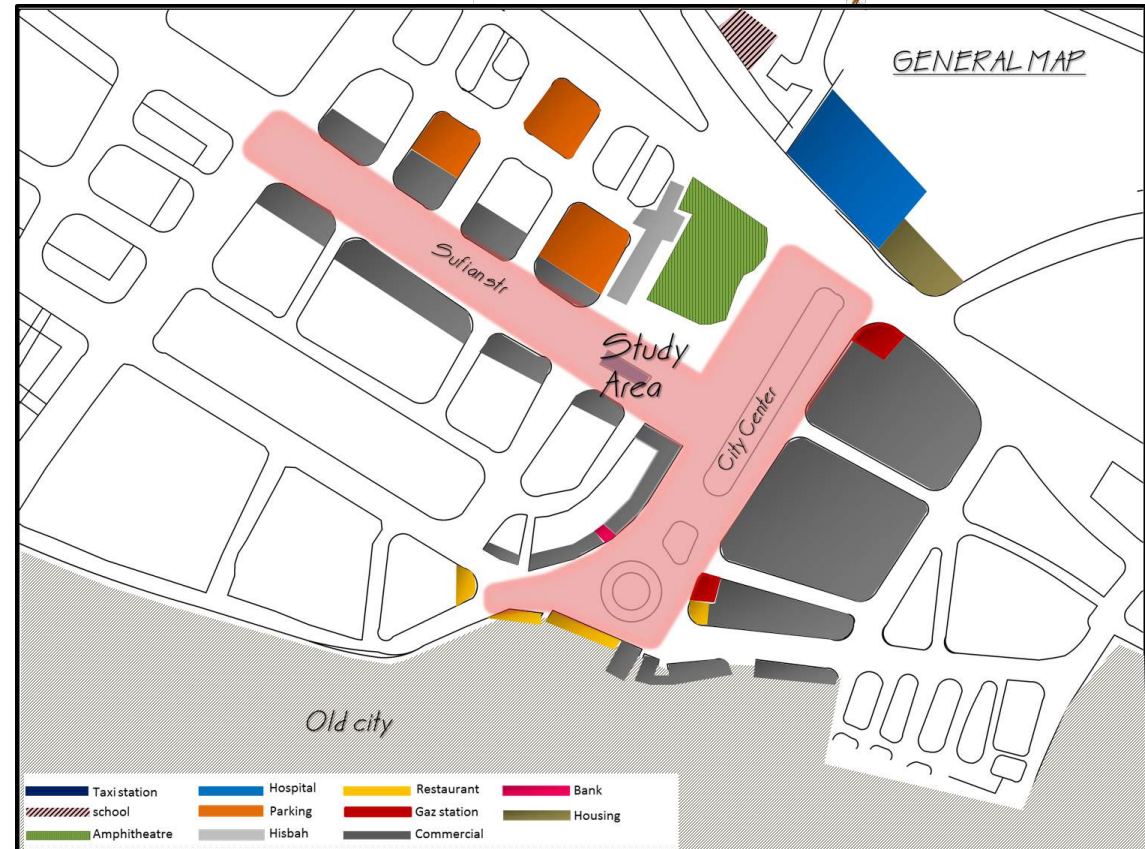 GENERAL MAP
Sufian str
Study
Area
City Center
Old city
Taxi station
Hospital
Restaurant
Bank
school
Parking
Gaz station
Housing
Amphitheatre
Hisbah
Commercial